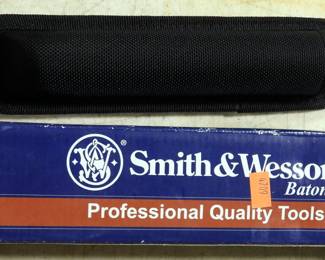 Smith & Wesson
Baton
Professional Quality Tools